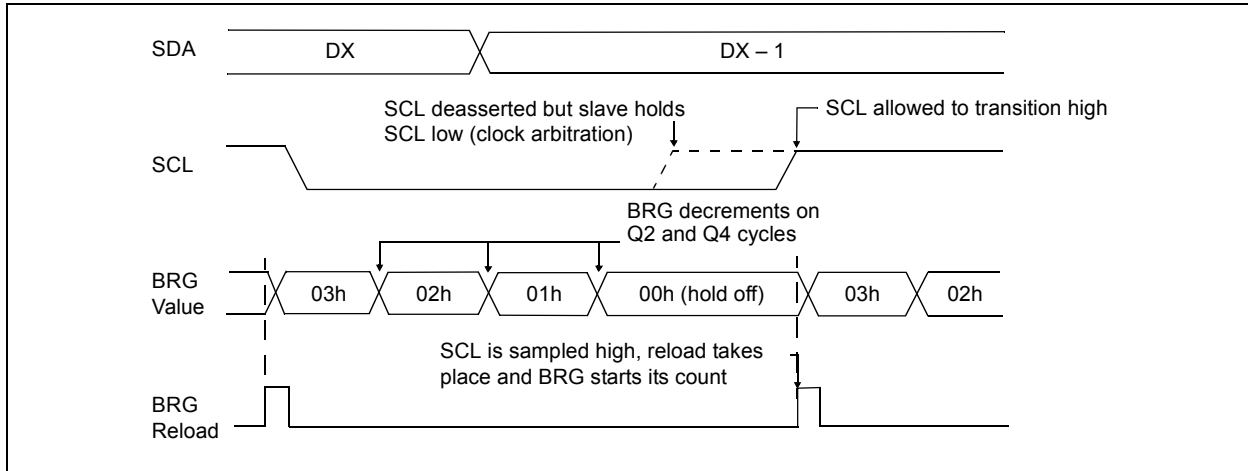 SDA
DX
DX – 1
SCL deasserted but slave holds
SCL low (clock arbitration)
SCL allowed to transition high
SCL
BRG decrements on
Q2 and Q4 cycles
BRG
Value
03h
02h
01h
00h (hold off)
03h
02h
SCL is sampled high, reload takes
place and BRG starts its count
BRG
Reload